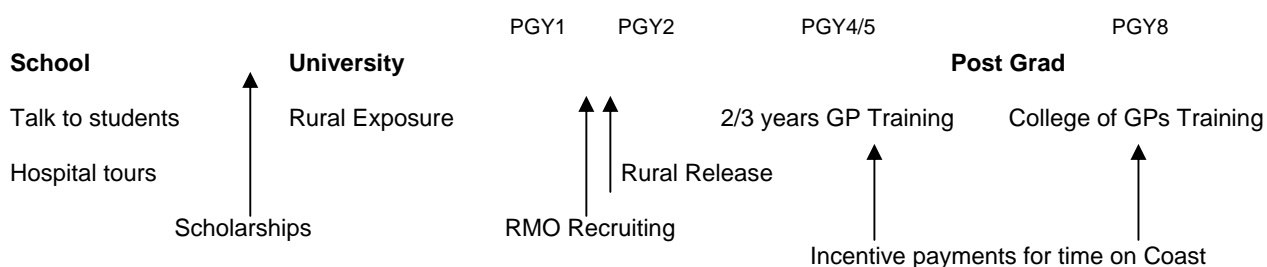 PGY1 PGY2 PGY4/5 PGY8
School University Post Grad
Talk to students Rural Exposure 2/3 years GP Training College of GPs Training
Hospital tours Rural Release
Scholarships RMO Recruiting
Incentive payments for time on Coast